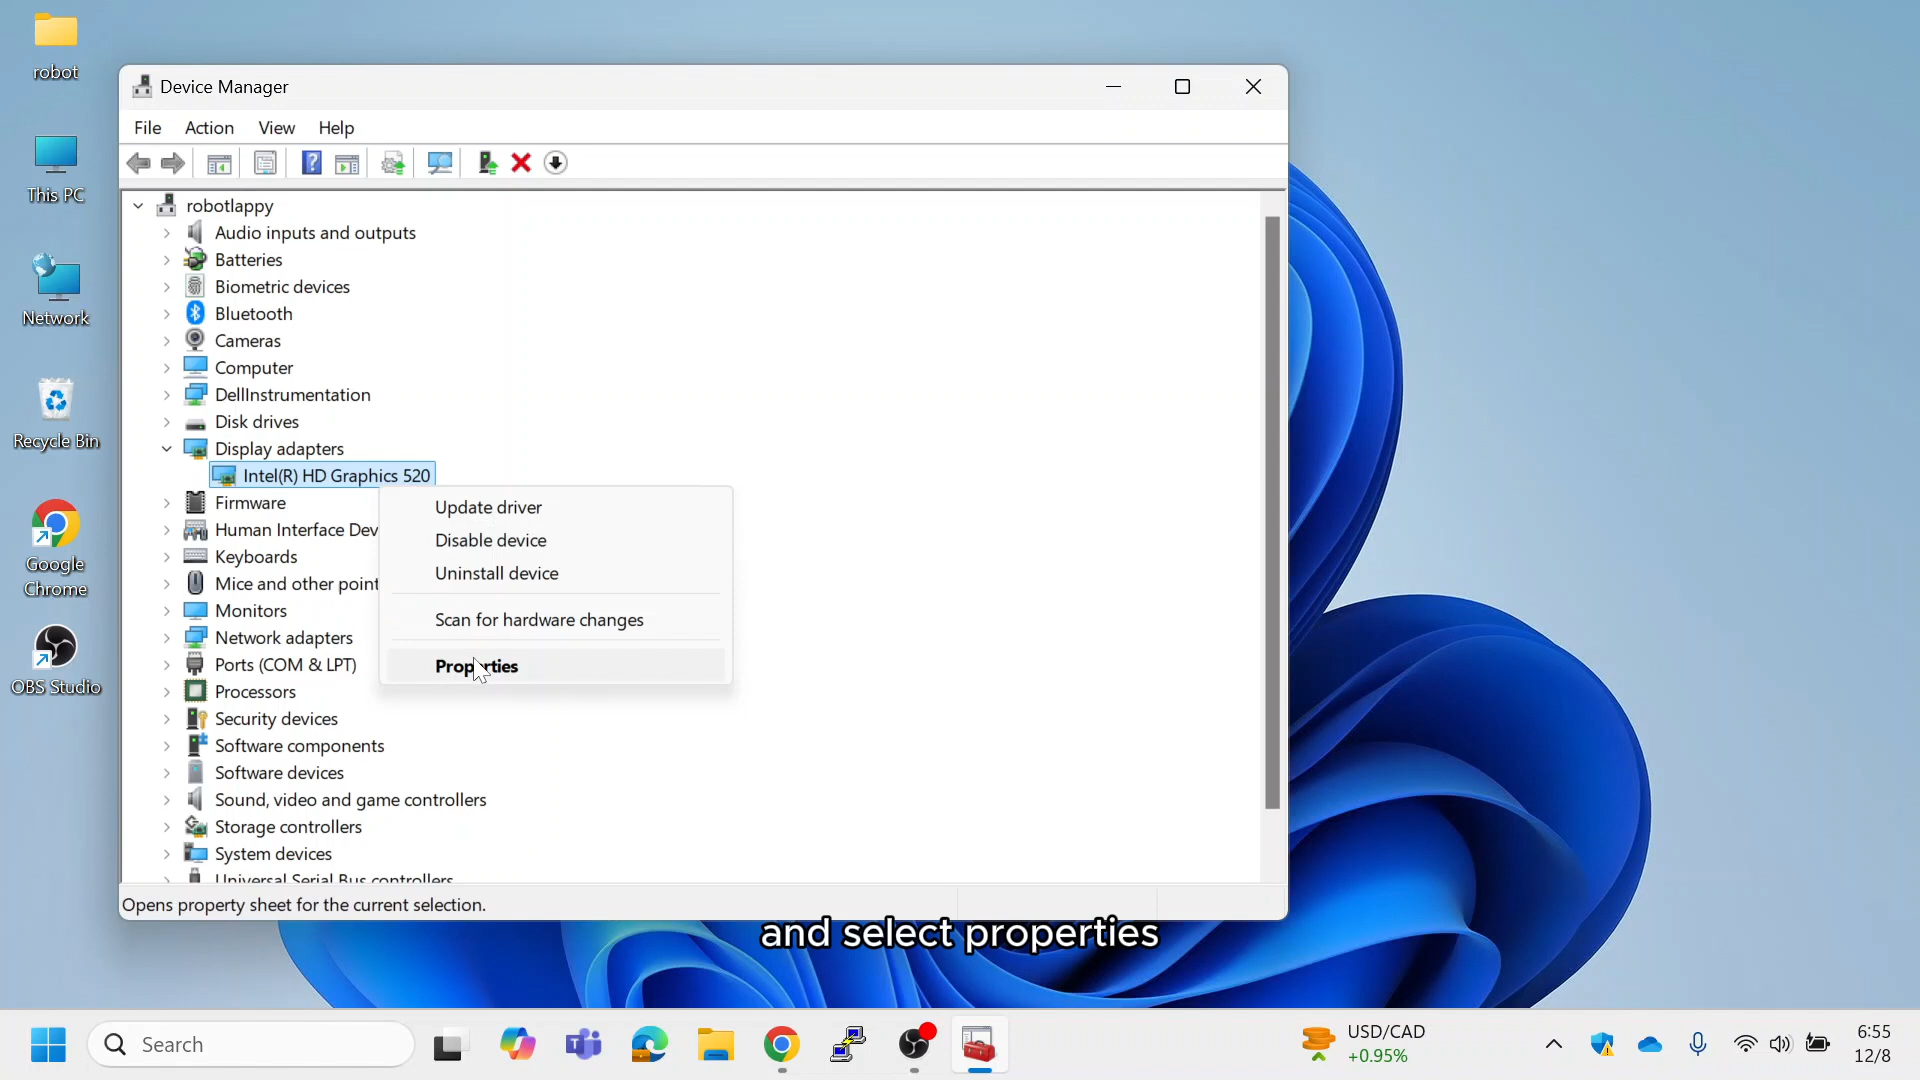 robot
This PC
Network
Recycle Bin
Google
Chrome
OBS Studio
Device Manager
File Action View Help
robotlappy
Audio inputs and outputs
Batteries
Biometric devices
Bluetooth
Cameras
Computer
DellInstrumentation
Disk drives
Display adapters
Intel(R) HD Graphics 520
Firmware
Human Interface Dev
Keyboards
Mice and other point
Monitors
Network adapters
Ports (COM & LPT)
Processors
Security devices
Software components
Software devices
Sound, video and game controllers
Storage controllers
System devices
Universal Serial Bus controllers
Update driver
Disable device
Uninstall device
Scan for hardware changes
Properties
Opens property sheet for the current selection.
and select properties
Search
USD/CAD
+0.95%
6:55
12/8